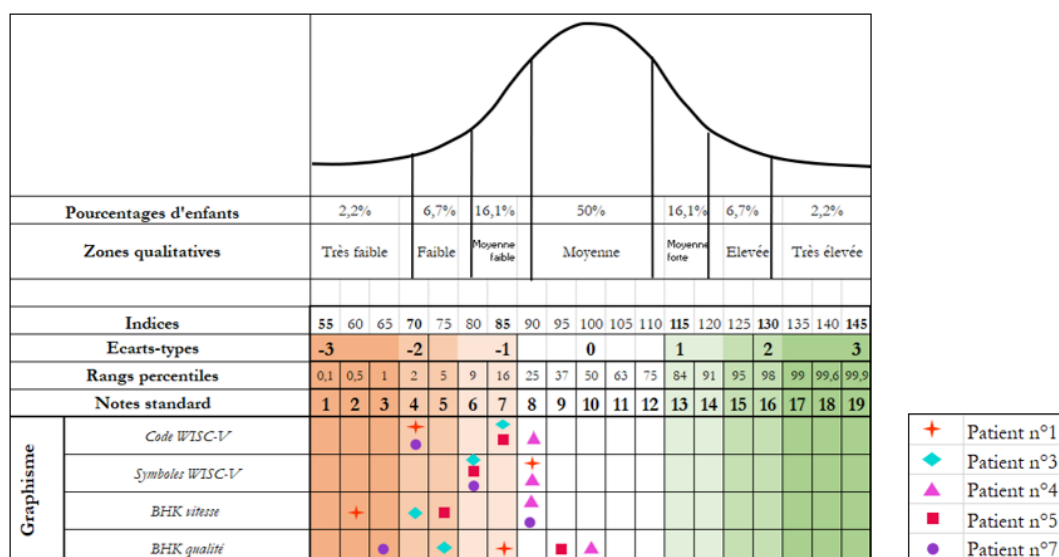 Pourcentages d'enfants 2,2% 6,7% 16,1% 50% 16,1% 6,7% 2,2%
Zones qualitatives Très faible Faible Moyenne faible Moyenne Moyenne forte Elevée Très élevée
Indices 55 60 65 70 75 80 85 90 95 100 105 110 115 120 125 130 135 140 145
Ecarts-types -3 -2 -1 0 1 2 3
Rangs percentiles 0,1 0,5 1 2 5 9 16 25 37 50 63 75 84 91 95 98 99 99,6 99,9
Notes standard 1 2 3 4 5 6 7 8 9 10 11 12 13 14 15 16 17 18 19
Graphisme
Code WISC-V
Symboles WISC-V
BHK vitesse
BHK qualité
Patient n°1
Patient n°3
Patient n°4
Patient n°5
Patient n°7